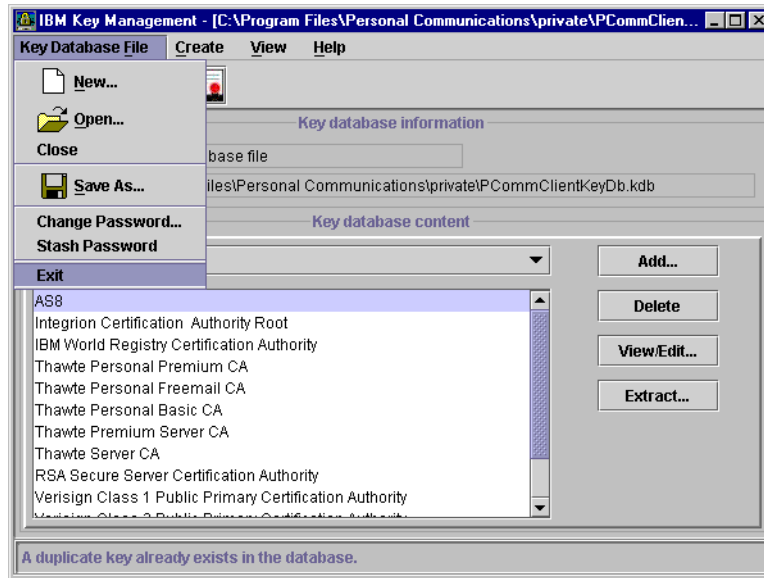 IBM Key Management - [C:\Program Files\Personal Communications\private\PCommClien...
Key Database File Create View Help
New...
Open...
Close
Save As...
Change Password...
Stash Password
Exit
Key database information
base file
iles\Personal Communications\private\PCommClientKeyDb.kdb
Key database content
AS8
Integrion Certification Authority Root
IBM World Registry Certification Authority
Thawte Personal Premium CA
Thawte Personal Freemail CA
Thawte Personal Basic CA
Thawte Premium Server CA
Thawte Server CA
RSA Secure Server Certification Authority
Verisign Class 1 Public Primary Certification Authority
Add...
Delete
View/Edit...
Extract...
A duplicate key already exists in the database.